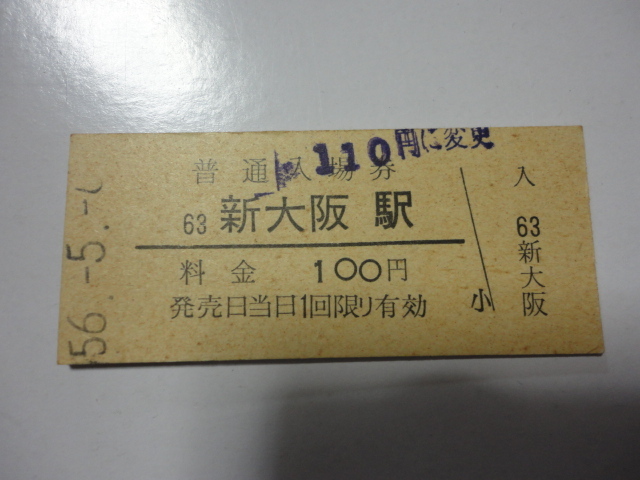 110円に変更
普通入場券
63 新大阪駅
料金 100円
発売日当日1回限り有効
小
入
63
新大阪
56.-5.-